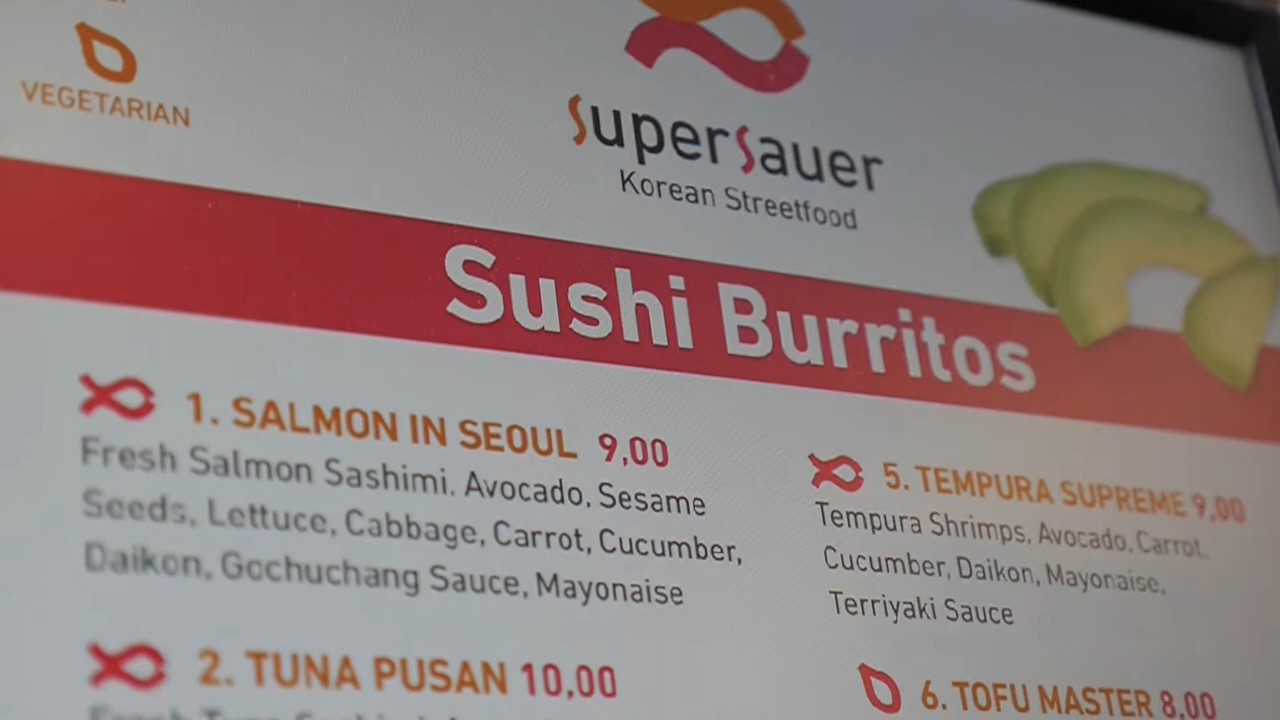 VEGETARIAN
SuperSauer
Korean Streetfood
Sushi Burritos
1. SALMON IN SEOUL 9,00
Fresh Salmon Sashimi. Avocado, Sesame
Seeds, Lettuce, Cabbage, Carrot, Cucumber,
Daikon, Gochuchang Sauce, Mayonaise
2. TUNA PUSAN 10,00
5. TEMPURA SUPREME 9,00
Tempura Shrimps, Avocado, Carrot.
Cucumber, Daikon, Mayonaise,
Terriyaki Sauce
6. TOFU MASTER 8,00